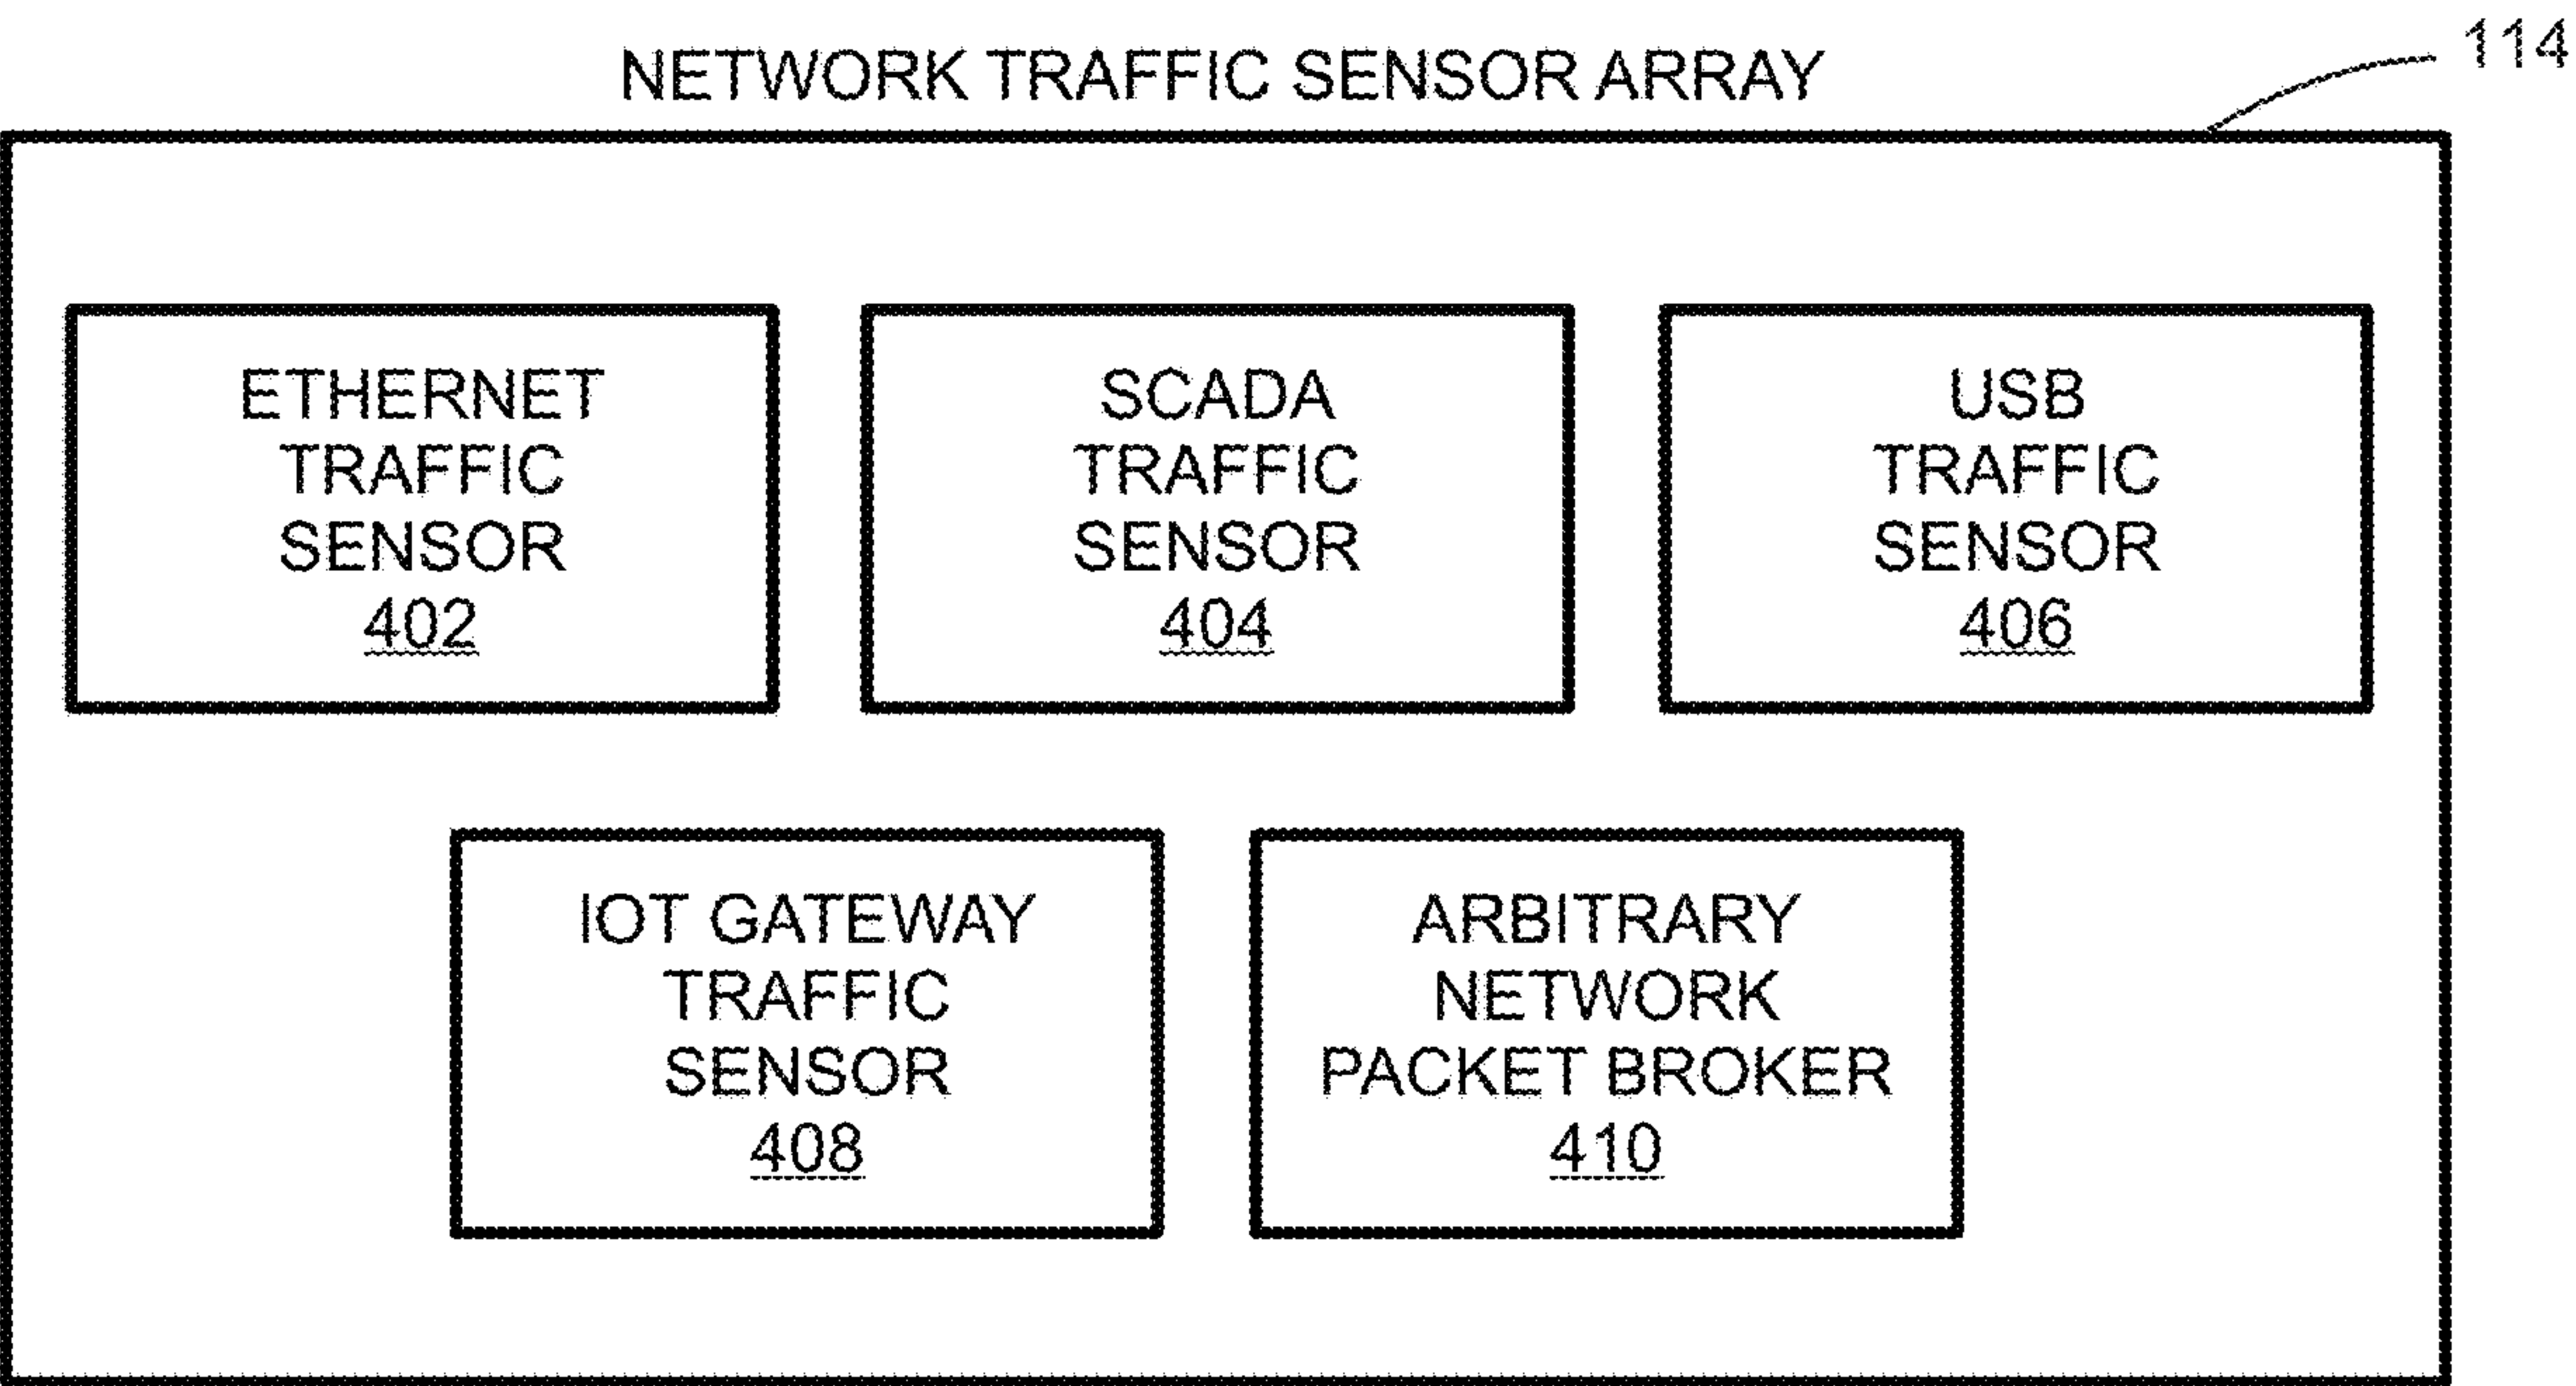 114
NETWORK TRAFFIC SENSOR ARRAY
ETHERNET
TRAFFIC
SENSOR
402
SCADA
TRAFFIC
SENSOR
404
USB
TRAFFIC
SENSOR
406
IOT GATEWAY
TRAFFIC
SENSOR
408
ARBITRARY
NETWORK
PACKET BROKER
410